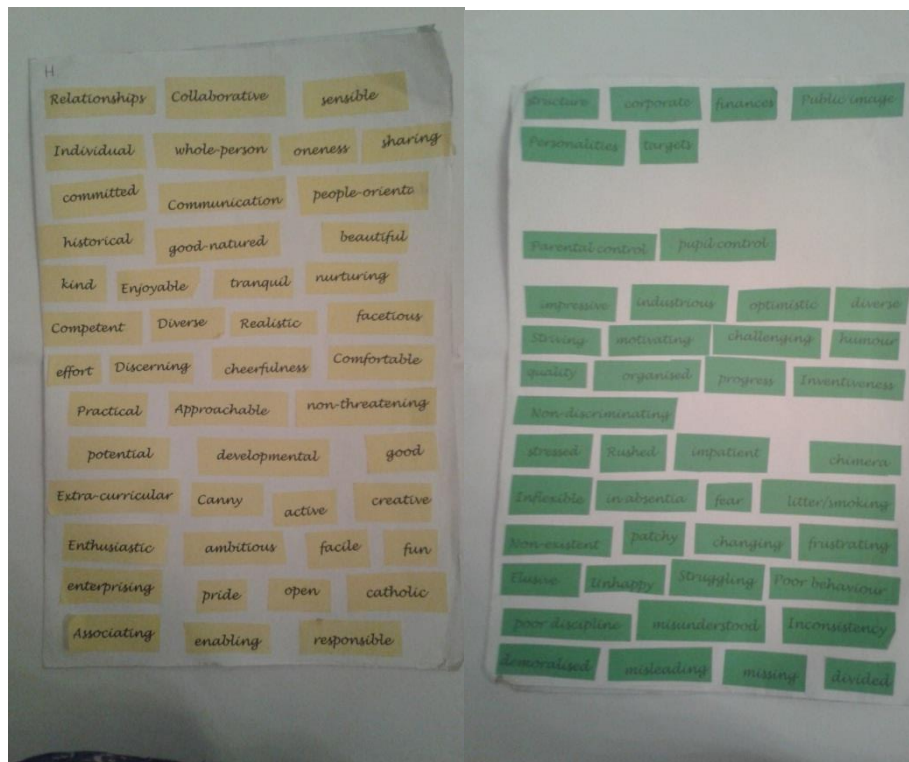 H.
Relationships Collaborative sensible
Individual whole-person oneness sharing
committed Communication people-oriente
historical good-natured beautiful
kind Enjoyable tranquil nurturing
Competent Diverse Realistic facetious
effort Discerning cheerfulness Comfortable
Practical Approachable non-threatening
potential developmental good
Extra-curricular Canny active creative
Enthusiastic ambitious facile fun
enterprising pride open catholic
Associating enabling responsible
structure corporate finances Public image
Personalities targets
Parental control pupil control
impressive industrious optimistic diverse
Striving motivating challenging humour
quality organised progress Inventiveness
Non-discriminating
stressed Rushed impatient chimera
Inflexible in absentia fear litter/smoking
Non-existent patchy changing frustrating
Elusive Unhappy Struggling Poor behaviour
poor discipline misunderstood Inconsistency
demoralised misleading missing divided